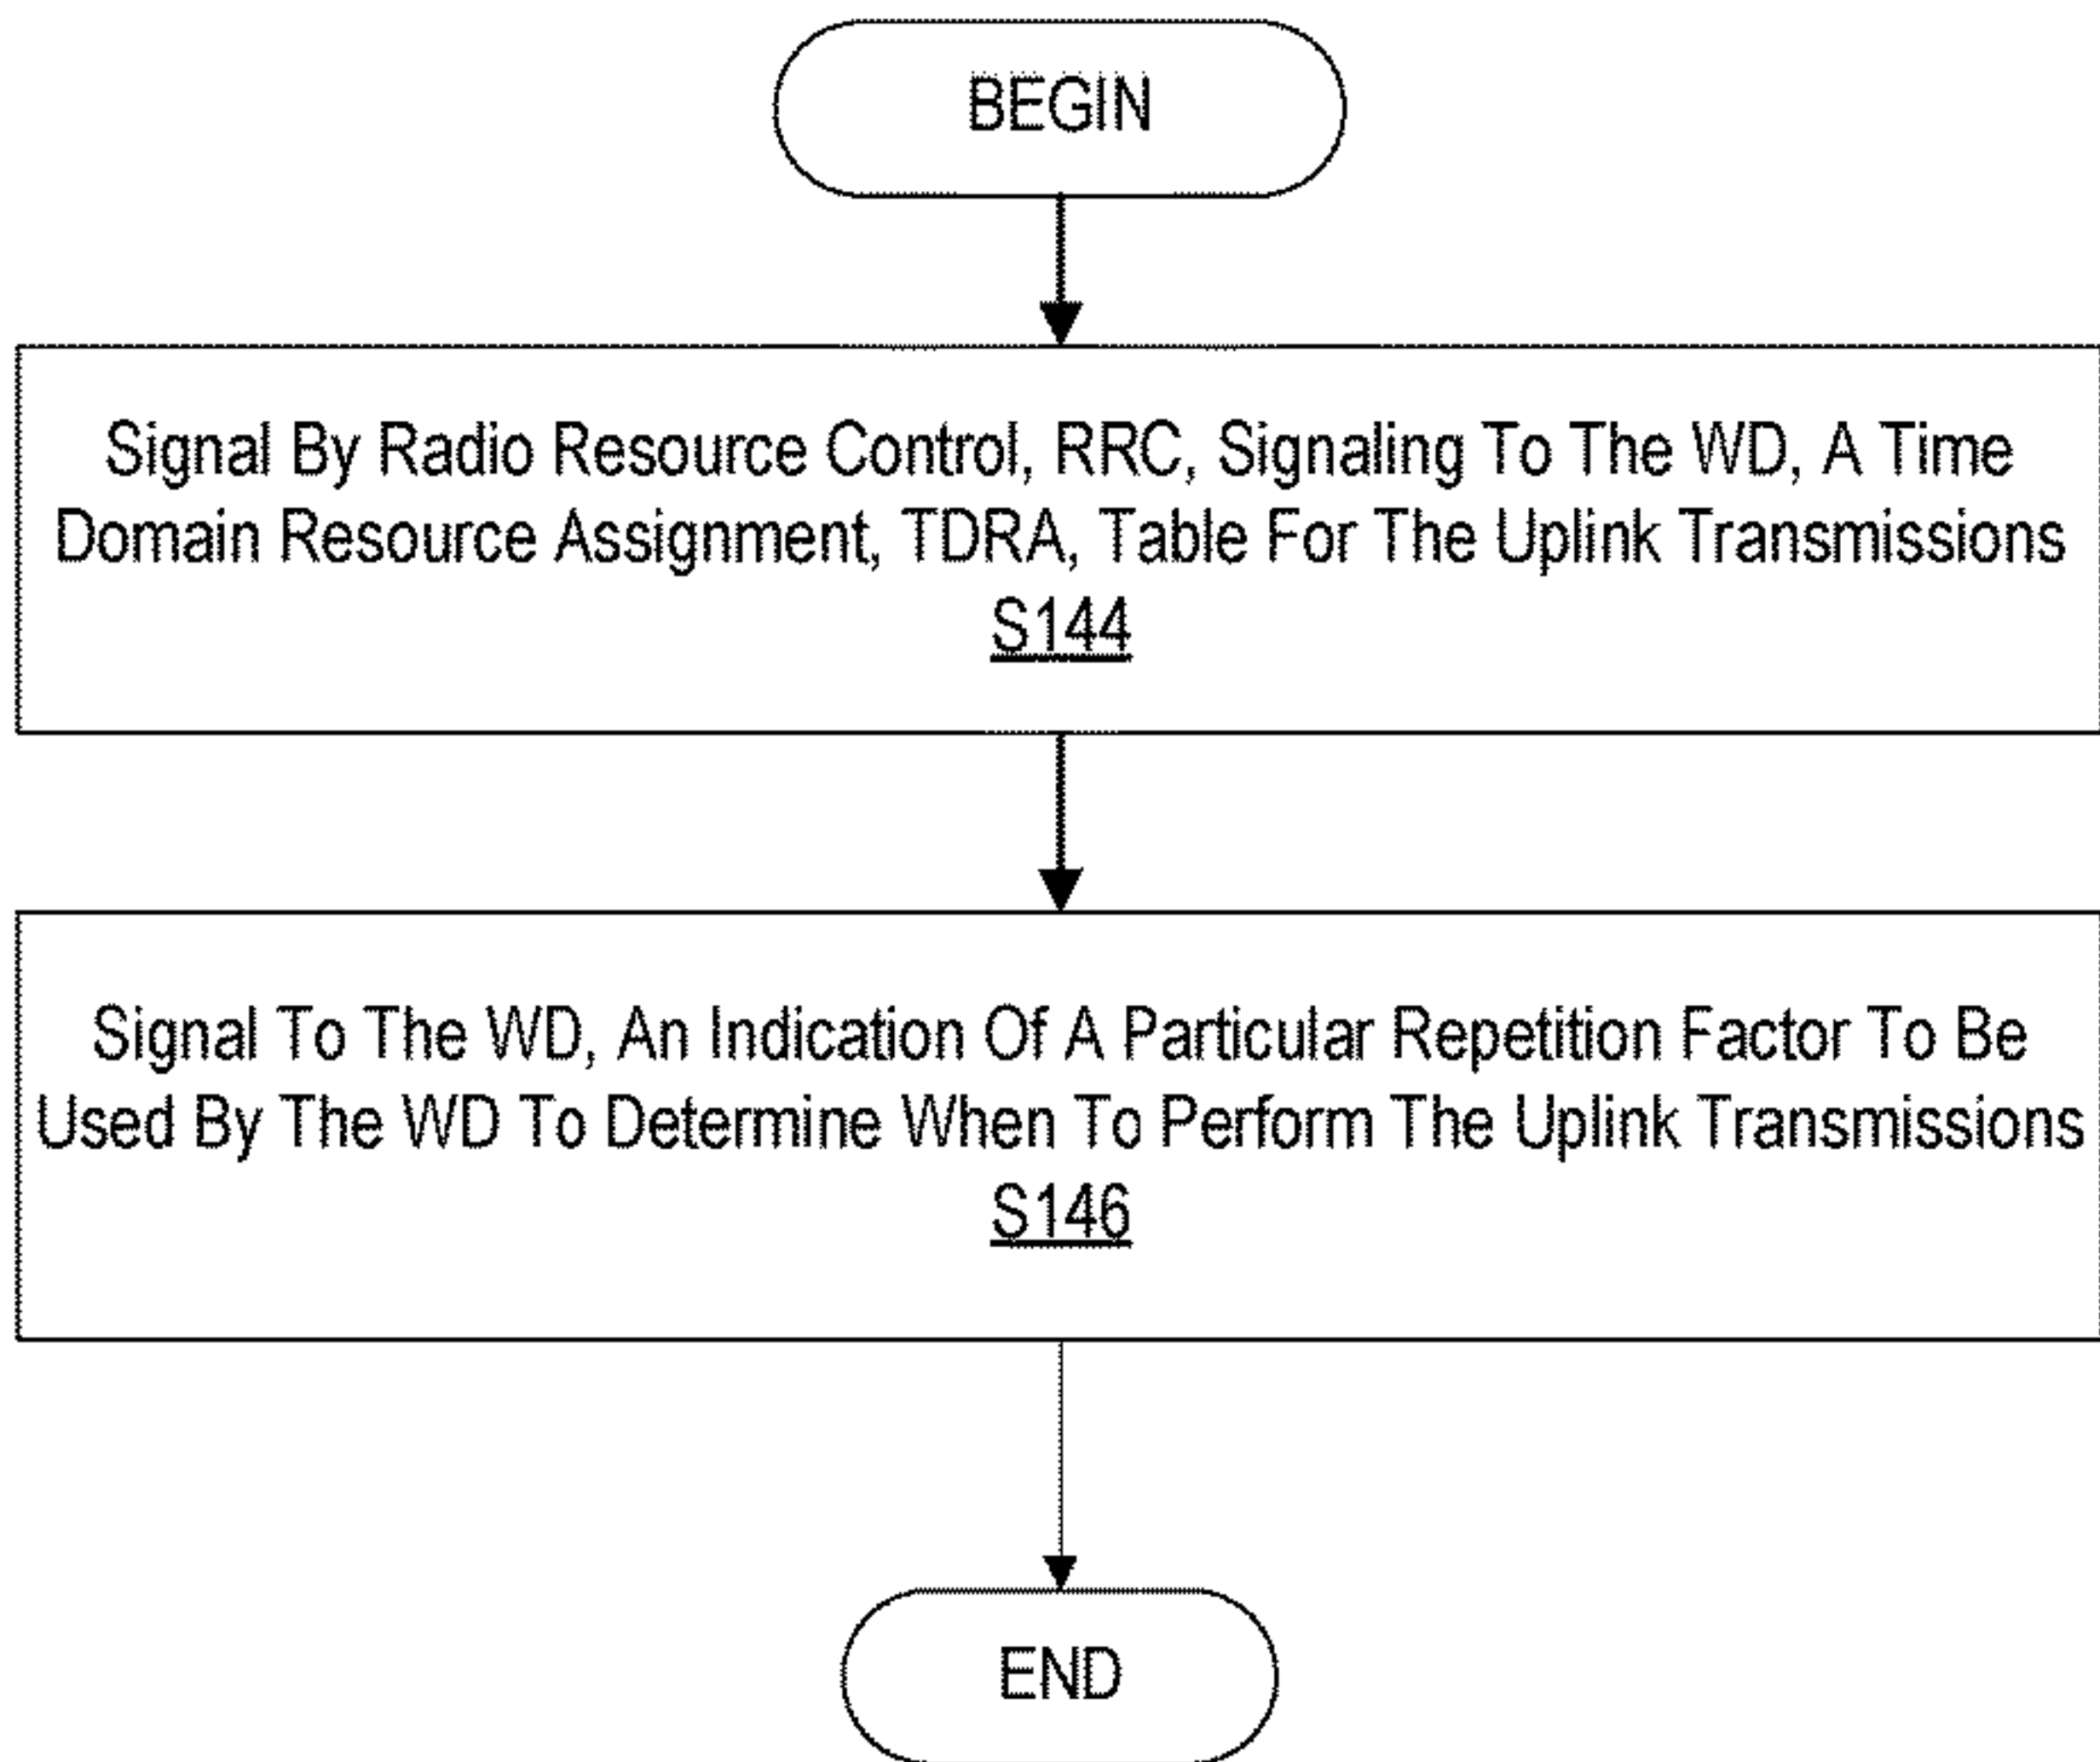 BEGIN
Signal By Radio Resource Control, RRC, Signaling To The WD, A Time
Domain Resource Assignment, TDRA, Table For The Uplink Transmissions
S144
Signal To The WD, An Indication Of A Particular Repetition Factor To Be
Used By The WD To Determine When To Perform The Uplink Transmissions
S146
END